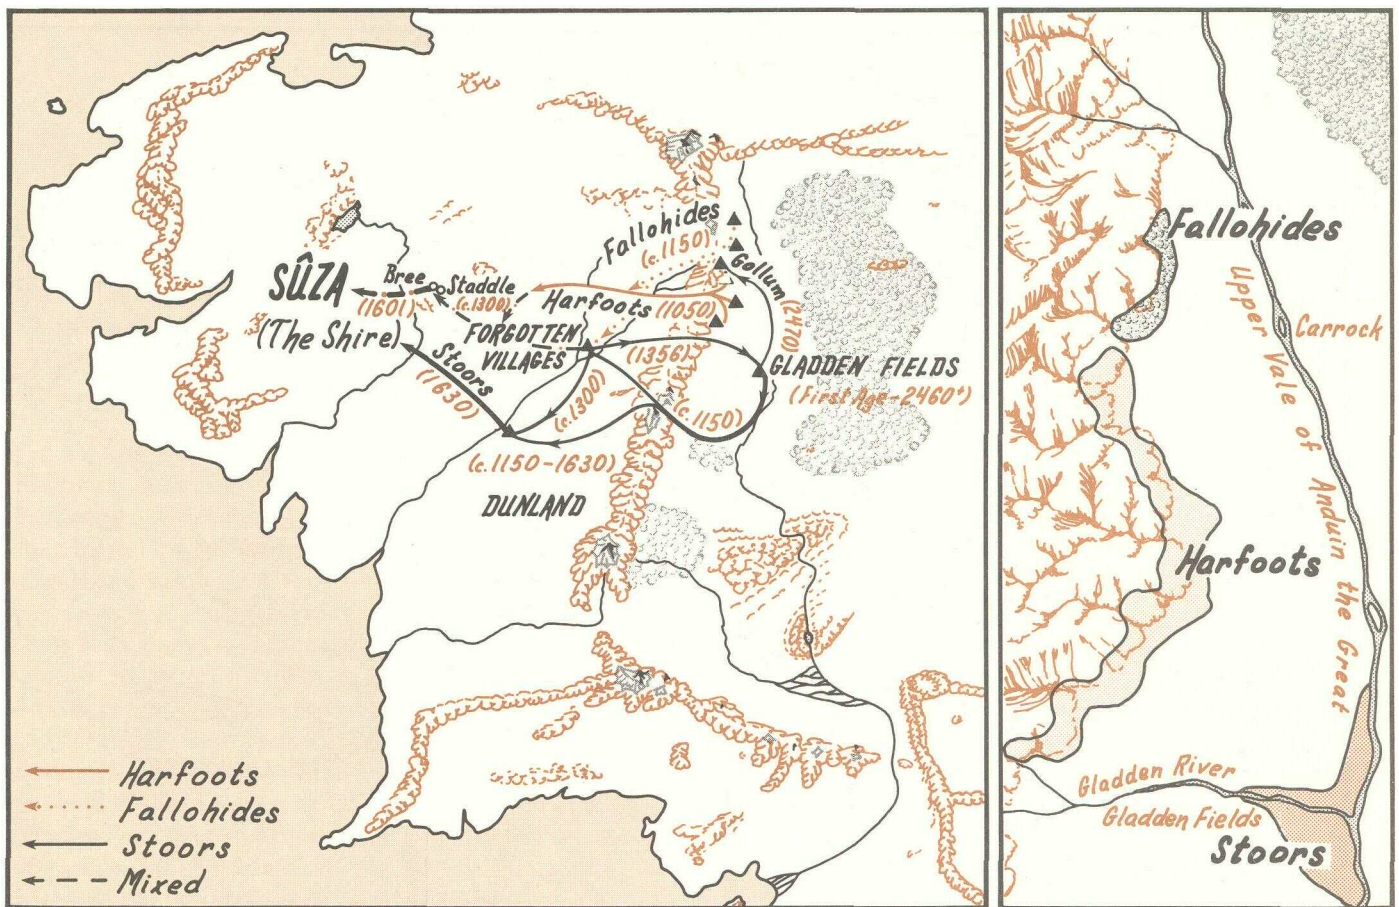 Fallohides
(c.1150)
Gollum
(2470)
SÛZA
(The Shire)
Bree
(1601)
Staddle
(c.1300)
Harfoots
(1050)
FORGOTTEN
VILLAGES
Stoors
(1630)
(1356)
(c.1300)
(c.1150)
GLADDEN FIELDS
(First Age-2460+)
(c.1150-1630)
DUNLAND
Harfoots
Fallohides
Stoors
Mixed
Fallohides
Carrock
Upper Vale of Anduin the Great
Harfoots
Gladden River
Gladden Fields
Stoors